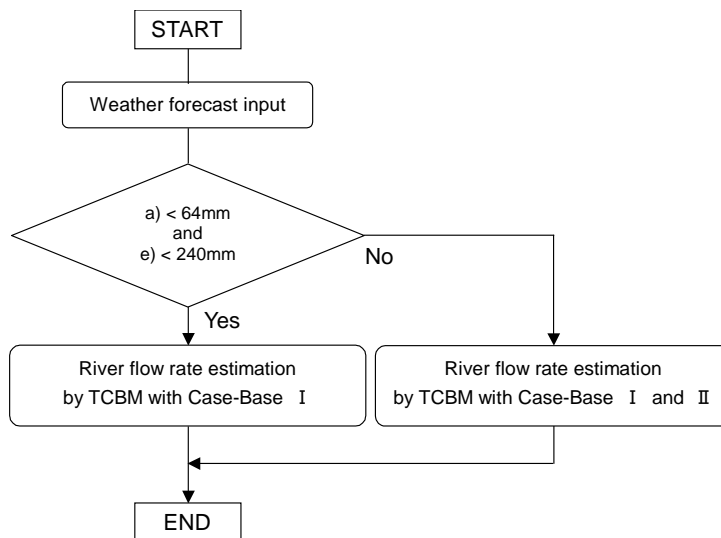 START
Weather forecast input
a) < 64mm
and
e) < 240mm
No
Yes
River flow rate estimation
by TCBM with Case-Base Ⅰ
River flow rate estimation
by TCBM with Case-Base Ⅰ and Ⅱ
END